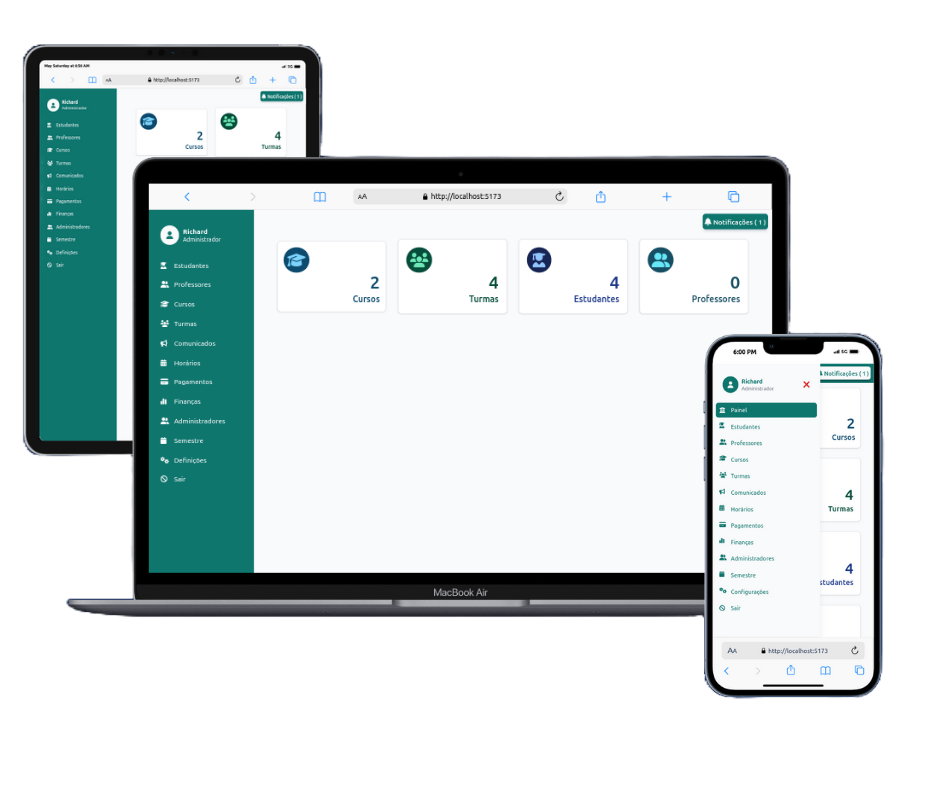 May Saturday at 6:36 AM
5G
AA
http://localhost:5173
Richard
Administrador
Notificações ( 1 )
Estudantes
Professores
Cursos
Turmas
Comunicados
Horários
Pagamentos
Finanças
Administradores
Semestre
Definições
Sair
2
Cursos
4
Turmas
AA
http://localhost:5173
Notificações ( 1 )
Richard
Administrador
Estudantes
Professores
Cursos
Turmas
Comunicados
Horários
Pagamentos
Finanças
Administradores
Semestre
Definições
Sair
2
Cursos
4
Turmas
4
Estudantes
0
Professores
MacBook Air
6:00 PM
5G
Notificações ( 1 )
Richard
Administrador
Painel
Estudantes
Professores
Cursos
Turmas
Comunicados
Horários
Pagamentos
Finanças
Administradores
Semestre
Configurações
Sair
2
Cursos
4
Turmas
4
studantes
AA
http://localhost:5173